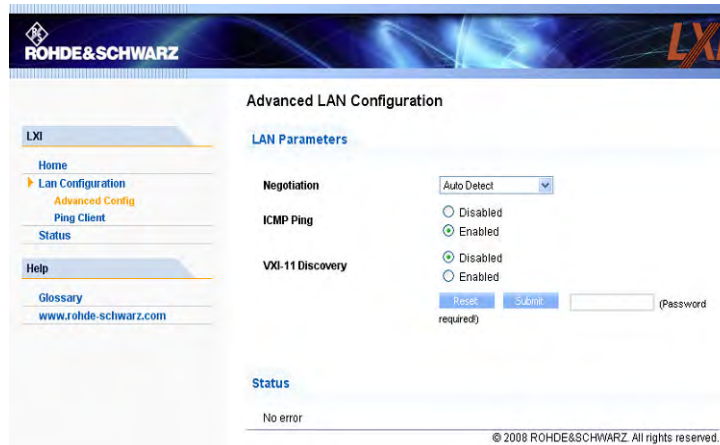 ROHDE&SCHWARZ
LXI
Advanced LAN Configuration
LXI
Home
Lan Configuration
Advanced Config
Ping Client
Status
Help
Glossary
www.rohde-schwarz.com
LAN Parameters
Negotiation Auto Detect
ICMP Ping Disabled
Enabled
VXI-11 Discovery Disabled
Enabled
Reset Submit (Password
required!)
Status
No error
© 2008 ROHDE&SCHWARZ. All rights reserved.